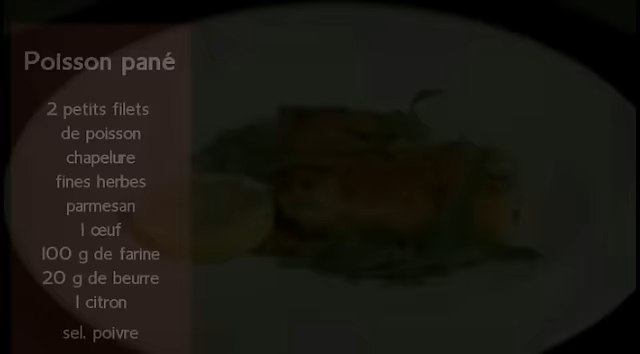 Poisson pané
2 petits filets
de poisson
chapelure
fines herbes
parmesan
1 œuf
100 g de farine
20 g de beurre
1 citron
sel, poivre